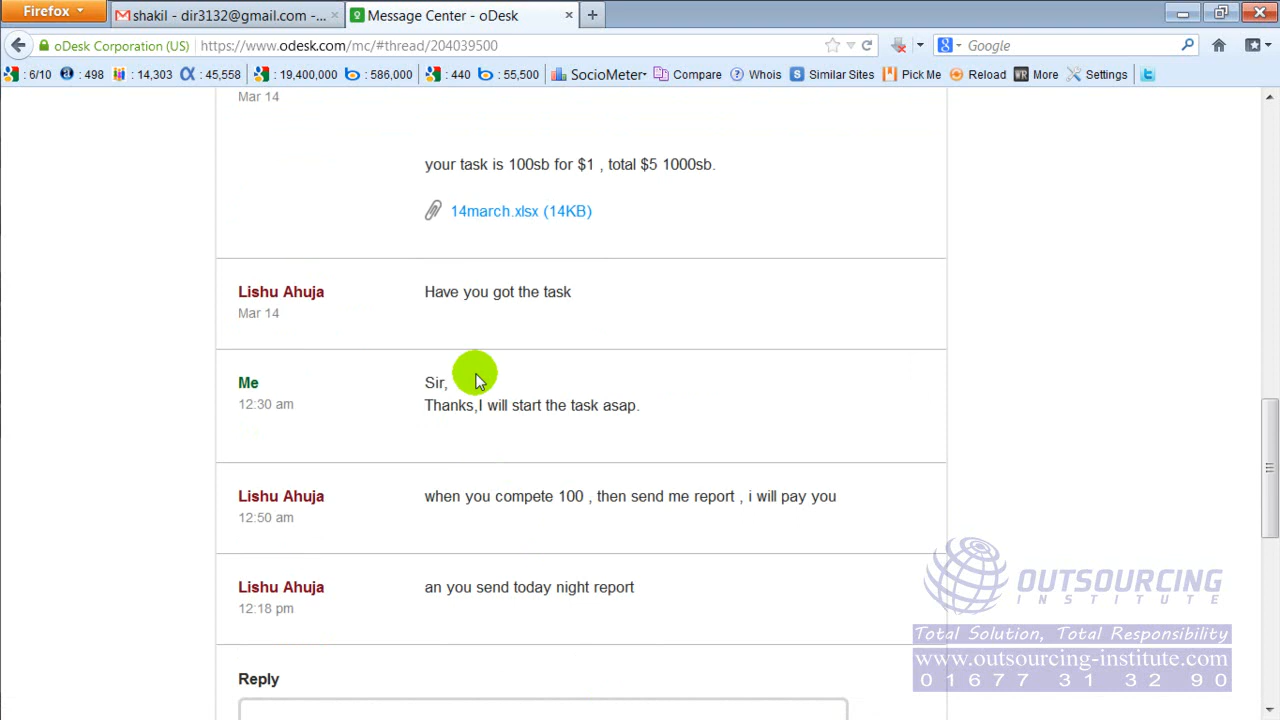 Firefox
shakil - dir3132@gmail.com -...
Message Center - oDesk
oDesk Corporation (US)
https://www.odesk.com/mc/#thread/204039500
Google
: 6/10
: 498
: 14,303
: 45,558
: 19,400,000
: 586,000
: 440
: 55,500
SocioMeter
Compare
Whois
Similar Sites
Pick Me
Reload
More
Settings
Mar 14
your task is 100sb for $1 , total $5 1000sb.
14march.xlsx (14KB)
Lishu Ahuja
Have you got the task
Mar 14
Me
Sir,
12:30 am
Thanks,I will start the task asap.
Lishu Ahuja
when you compete 100 , then send me report , i will pay you
12:50 am
Lishu Ahuja
an you send today night report
12:18 pm
Reply
OUTSOURCING
INSTITUTE
Total Solution, Total Responsibility
www.outsourcing-institute.com
01677 31 32 90